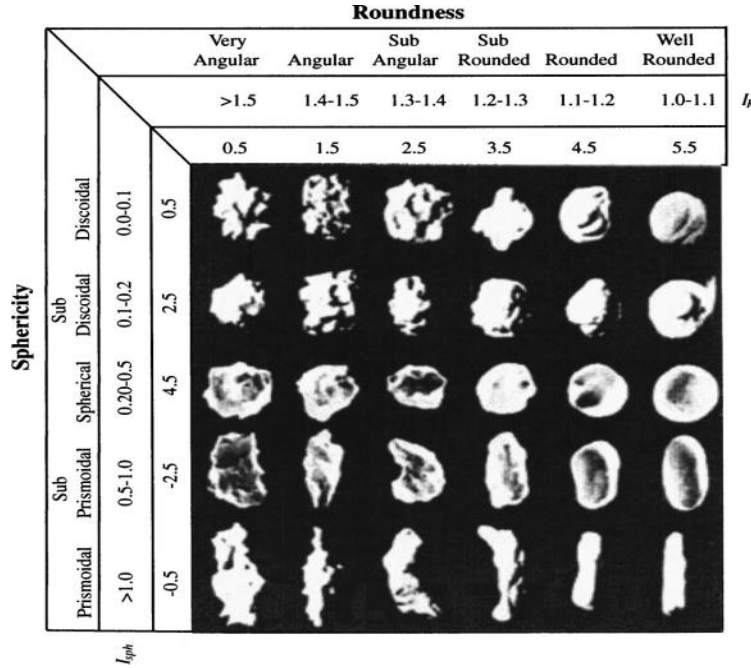 Roundness
Very Angular
Angular
Sub Angular
Sub Rounded
Rounded
Well Rounded
>1.5
1.4-1.5
1.3-1.4
1.2-1.3
1.1-1.2
1.0-1.1
0.5
1.5
2.5
3.5
4.5
5.5
Sphericity
Discoidal
0.0-0.1
0.5
Sub Discoidal
0.1-0.2
2.5
Spherical
0.20-0.5
4.5
Sub Prismoidal
0.5-1.0
-2.5
Prismoidal
>1.0
-0.5
Isph